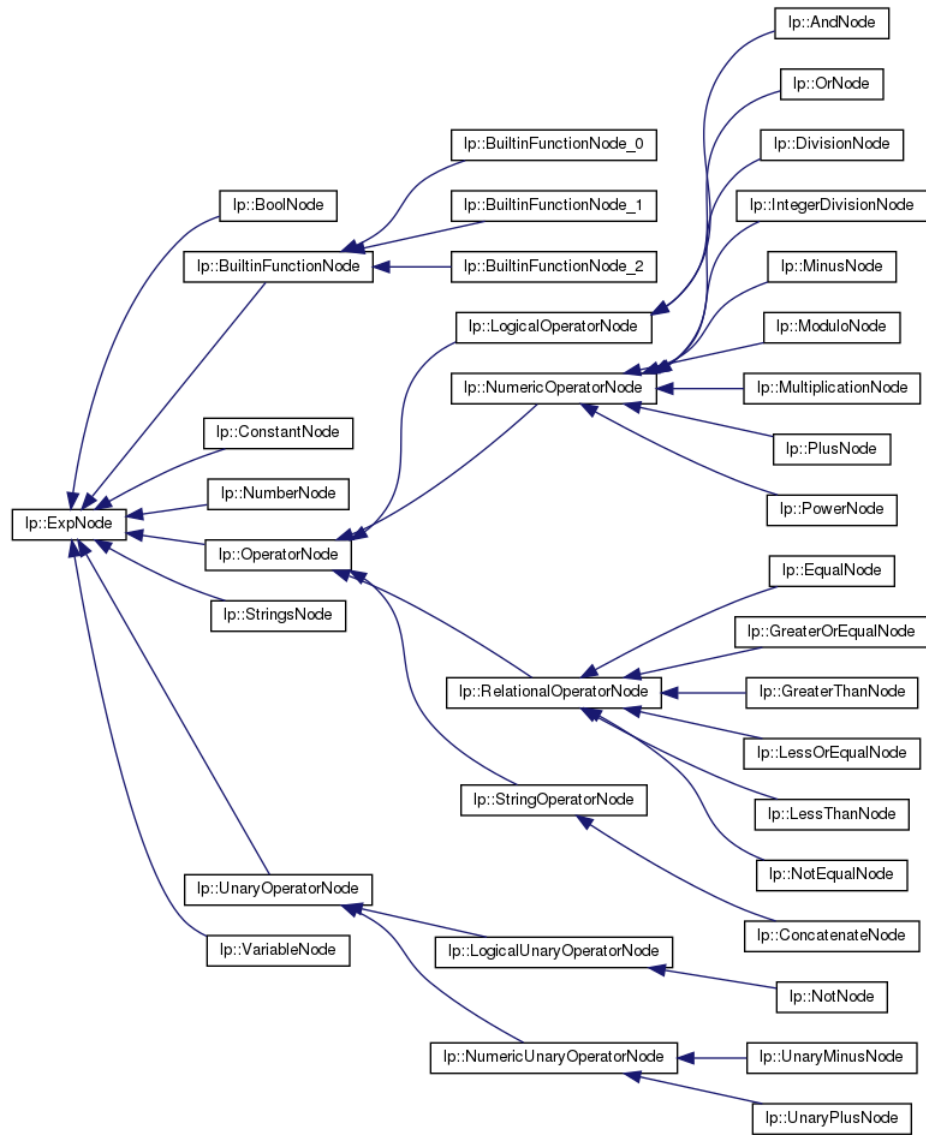 lp::AndNode
lp::OrNode
lp::BuiltinFunctionNode_0
lp::DivisionNode
lp::BoolNode
lp::BuiltinFunctionNode_1
lp::IntegerDivisionNode
lp::BuiltinFunctionNode
lp::BuiltinFunctionNode_2
lp::MinusNode
lp::LogicalOperatorNode
lp::ModuloNode
lp::NumericOperatorNode
lp::MultiplicationNode
lp::ConstantNode
lp::PlusNode
lp::NumberNode
lp::PowerNode
lp::ExpNode
lp::OperatorNode
lp::EqualNode
lp::StringsNode
lp::GreaterOrEqualNode
lp::RelationalOperatorNode
lp::GreaterThanNode
lp::LessOrEqualNode
lp::StringOperatorNode
lp::LessThanNode
lp::NotEqualNode
lp::UnaryOperatorNode
lp::ConcatenateNode
lp::VariableNode
lp::LogicalUnaryOperatorNode
lp::NotNode
lp::NumericUnaryOperatorNode
lp::UnaryMinusNode
lp::UnaryPlusNode